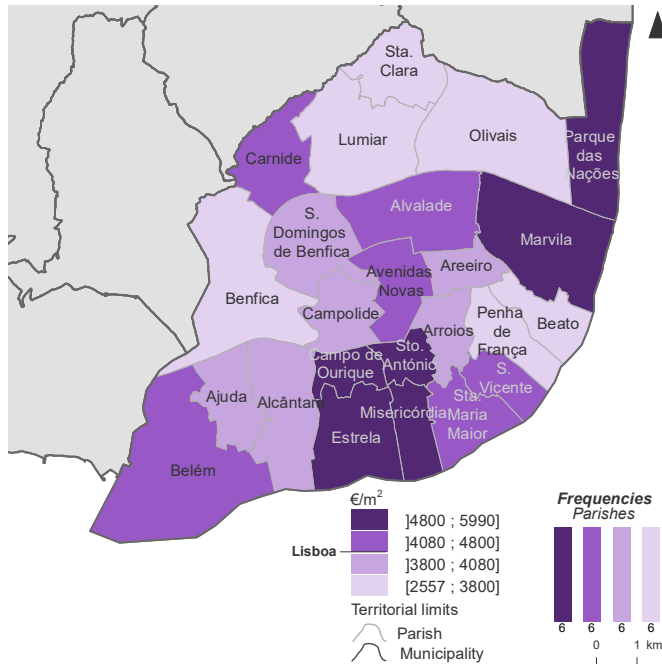 Sta.
Clara
Lumiar
Olivais
Parque
das
Nações
Carnide
S.
Domingos
de Benfica
Alvalade
Marvila
Avenidas
Novas
Areeiro
Benfica
Campolide
Arroios
Penha
de
França
Beato
Campo de
Ourique
Sto.
António
S.
Vicente
Ajuda
Alcântara
Misericórdia
Sta.
Maria
Maior
Estrela
Belém
€/m²
]4800 ; 5990]
]4080 ; 4800]
Lisboa
]3800 ; 4080]
[2557 ; 3800]
Territorial limits
Parish
Municipality
Frequencies
Parishes
6 6 6 6
0 1 km